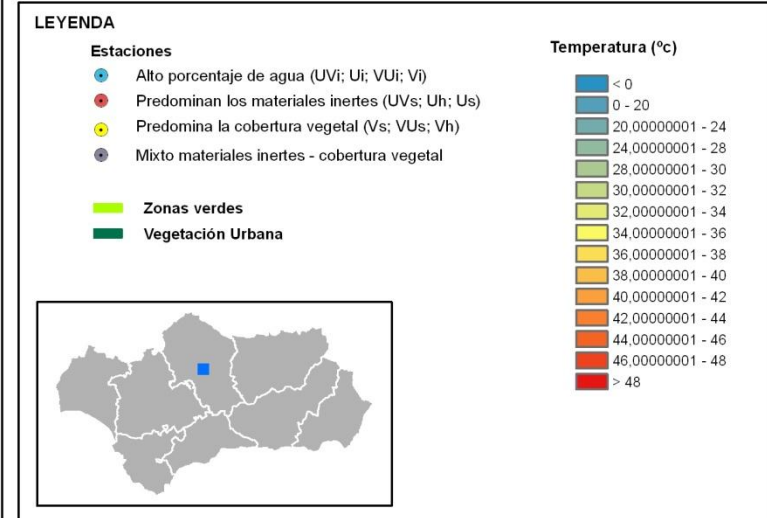 LEYENDA
Estaciones
Alto porcentaje de agua (UVi; Ui; VUi; Vi)
Predominan los materiales inertes (UVs; Uh; Us)
Predomina la cobertura vegetal (Vs; VUs; Vh)
Mixto materiales inertes - cobertura vegetal
Zonas verdes
Vegetación Urbana
Temperatura (ºc)
< 0
0 - 20
20,00000001 - 24
24,00000001 - 28
28,00000001 - 30
30,00000001 - 32
32,00000001 - 34
34,00000001 - 36
36,00000001 - 38
38,00000001 - 40
40,00000001 - 42
42,00000001 - 44
44,00000001 - 46
46,00000001 - 48
> 48